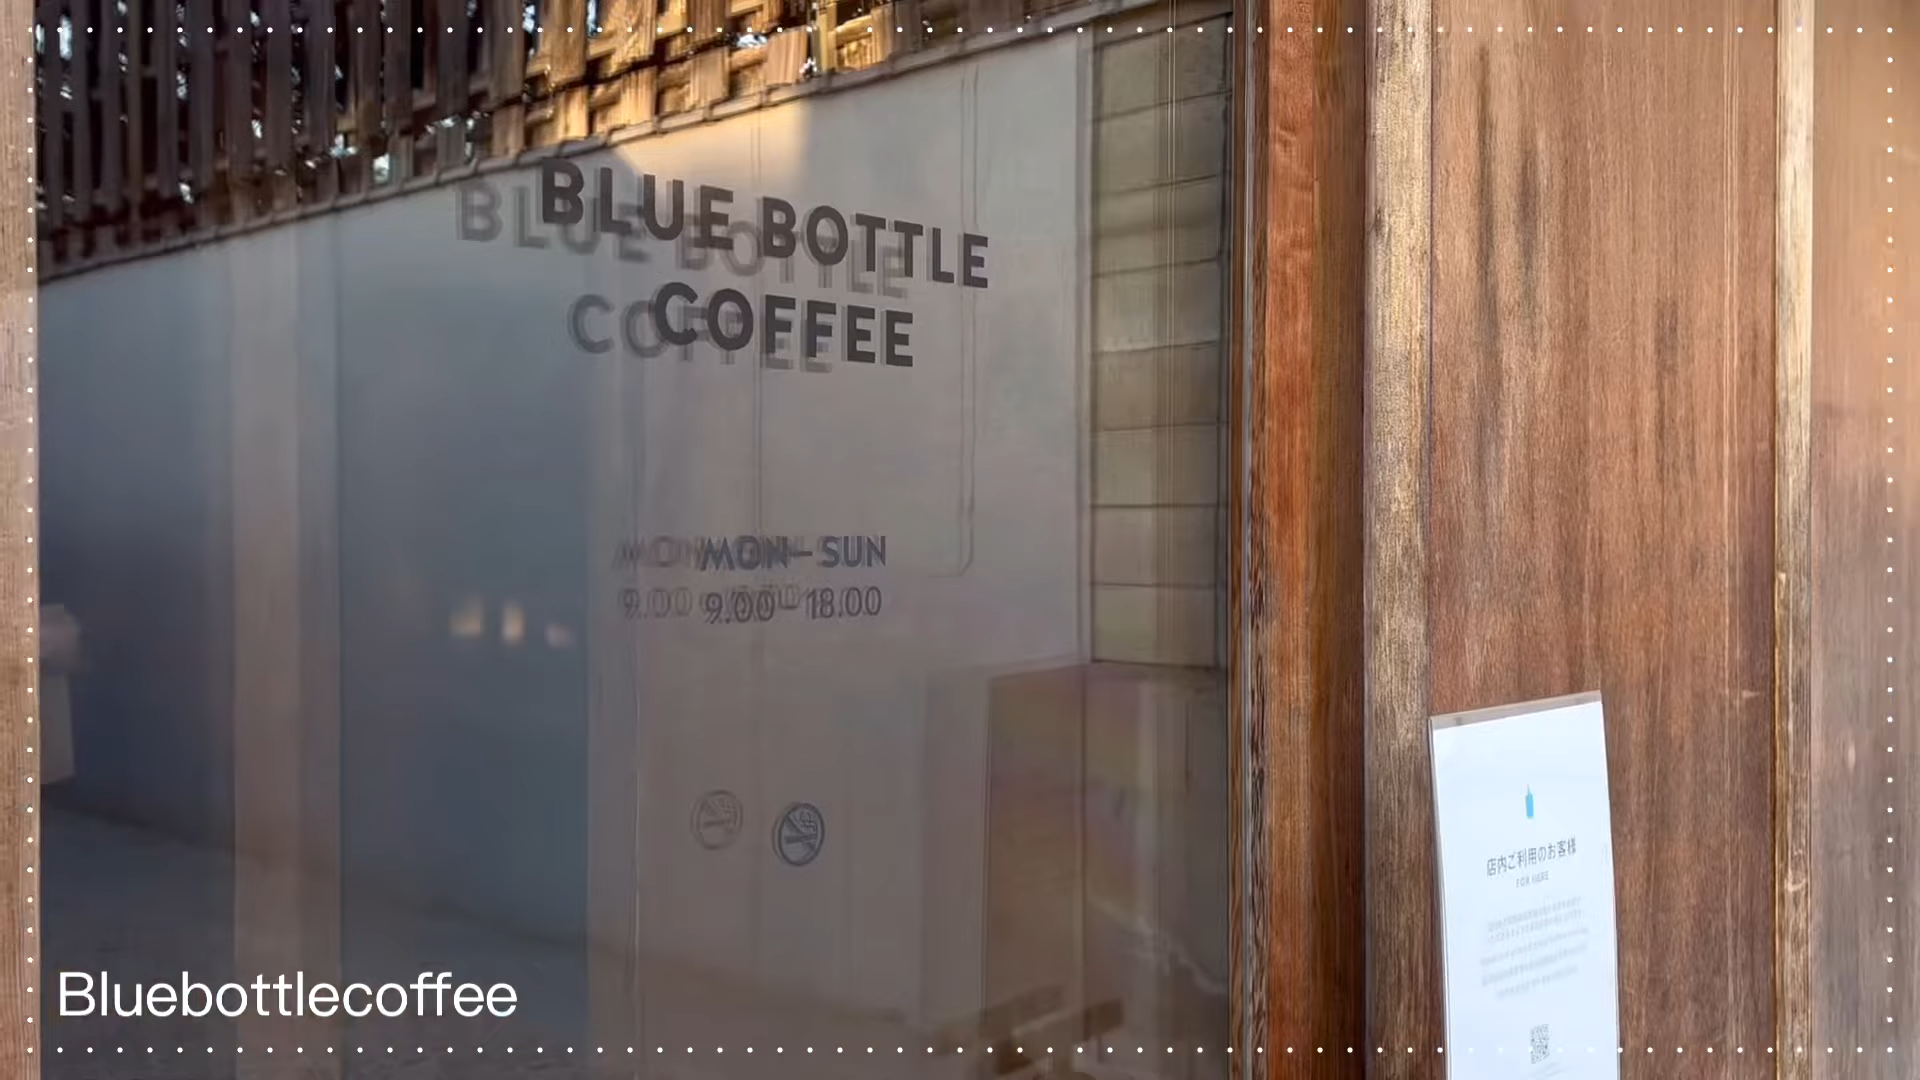 BLUE BOTTLE
COFFEE
MON – SUN
9.00 – 18.00
店内ご利用のお客様
FOR HERE
Bluebottlecoffee